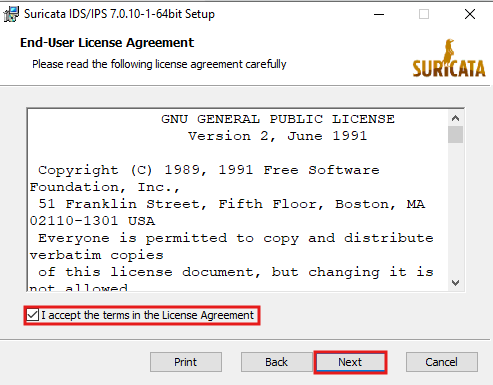 Suricata IDS/IPS 7.0.10-1-64bit Setup
End-User License Agreement
Please read the following license agreement carefully
SURICATA
GNU GENERAL PUBLIC LICENSE
Version 2, June 1991
Copyright (C) 1989, 1991 Free Software
Foundation, Inc.,
51 Franklin Street, Fifth Floor, Boston, MA
02110-1301 USA
Everyone is permitted to copy and distribute
verbatim copies
of this license document, but changing it is
not allowed
I accept the terms in the License Agreement
Print Back Next Cancel